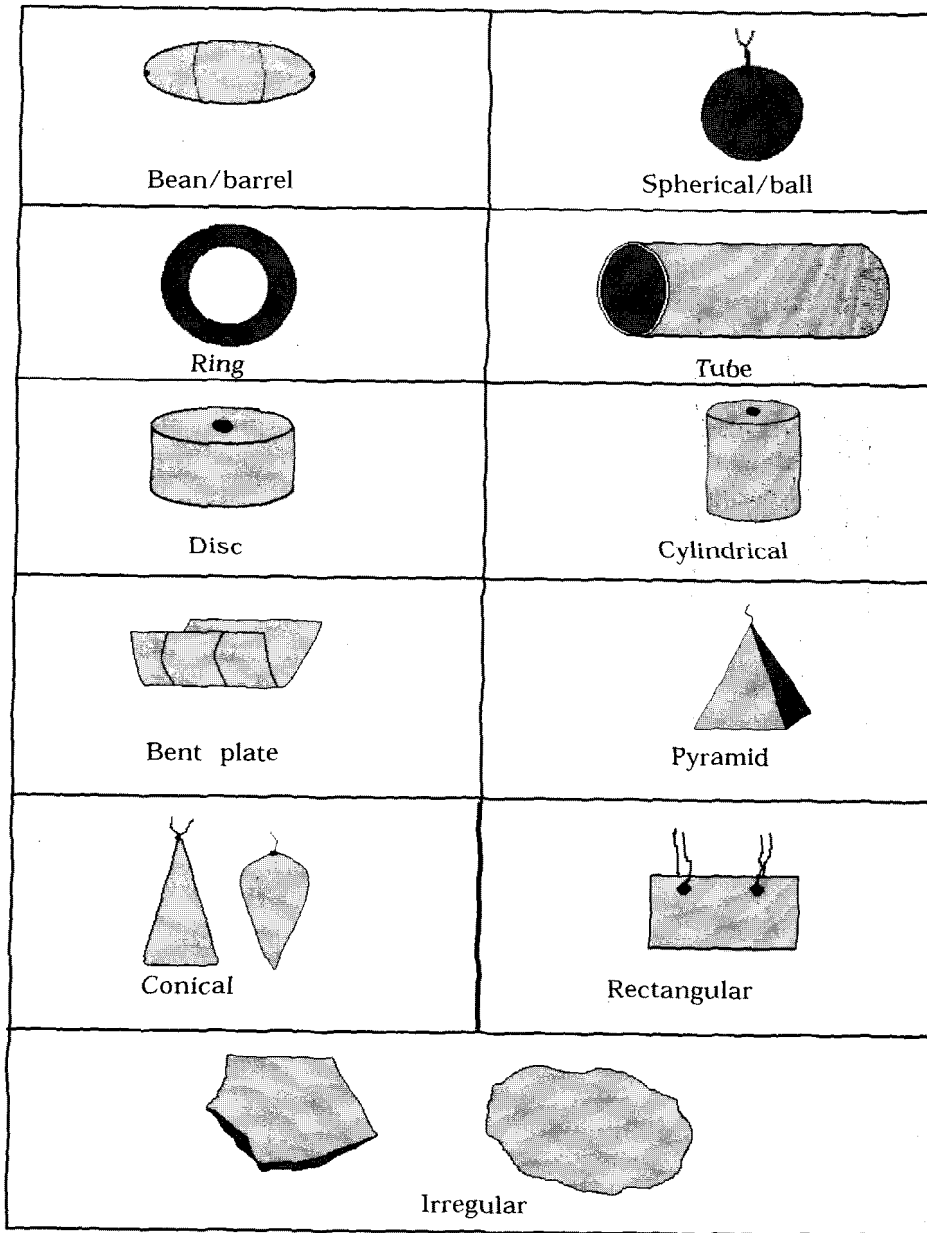 Bean/barrel
Spherical/ball
Ring
Tube
Disc
Cylindrical
Bent plate
Pyramid
Conical
Rectangular
Irregular